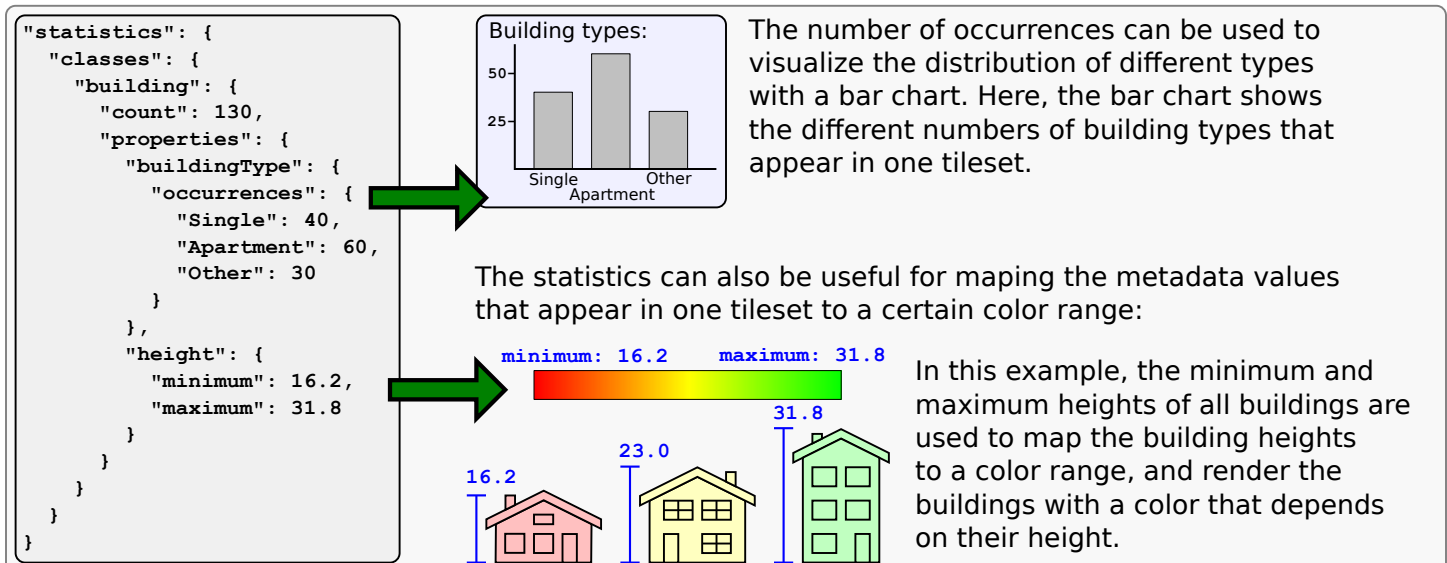 "statistics": {
"classes": {
"building": {
"count": 130,
"properties": {
"buildingType": {
"occurrences": {
"Single": 40,
"Apartment": 60,
"Other": 30
}
},
"height": {
"minimum": 16.2,
"maximum": 31.8
}
}
}
}
}
Building types:
50
25
Single
Apartment
Other
The number of occurrences can be used to
visualize the distribution of different types
with a bar chart. Here, the bar chart shows
the different numbers of building types that
appear in one tileset.
The statistics can also be useful for maping the metadata values
that appear in one tileset to a certain color range:
minimum: 16.2 maximum: 31.8
16.2
23.0
31.8
In this example, the minimum and
maximum heights of all buildings are
used to map the building heights
to a color range, and render the
buildings with a color that depends
on their height.